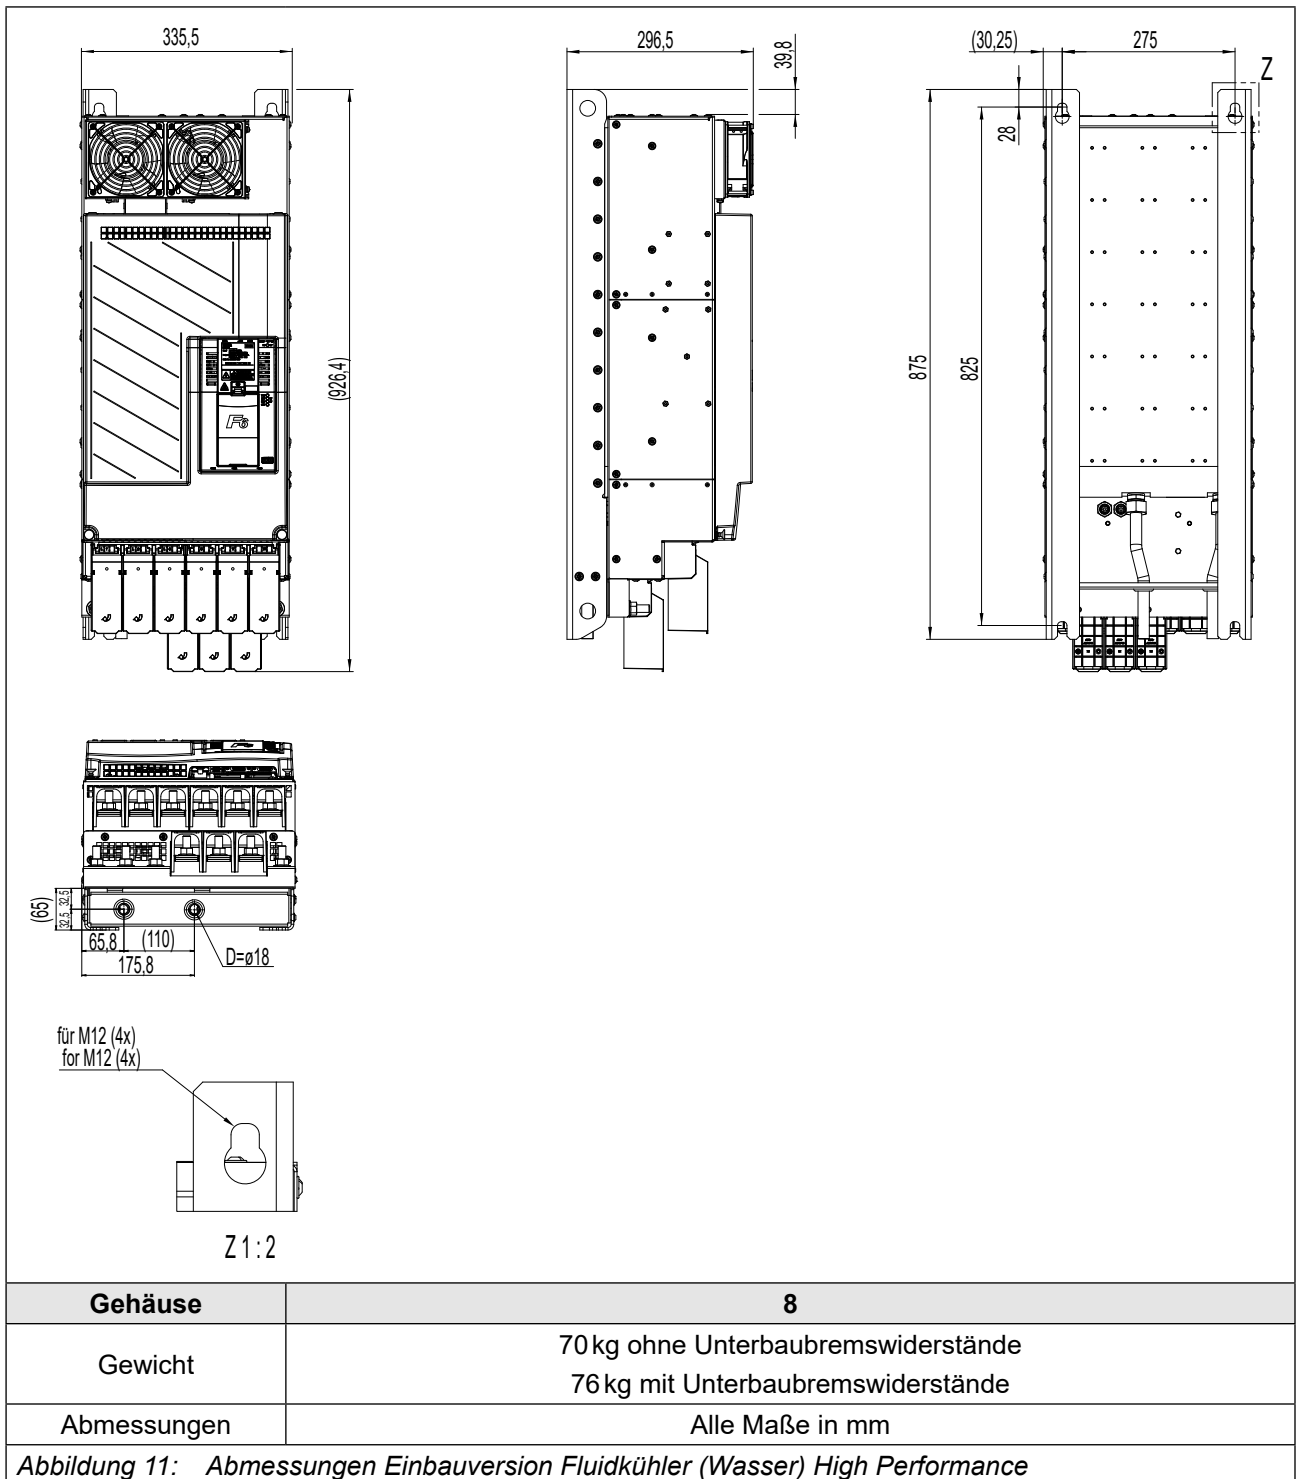 335,5
296,5
39,8
(30,25)
275
Z
28
(926,4)
875
825
F6
(65)
32,5
32,5
65,8
(110)
175,8
D=ø18
für M12 (4x)
for M12 (4x)
Z 1 : 2
Gehäuse 8
Gewicht
70 kg ohne Unterbaubremswiderstände
76 kg mit Unterbaubremswiderstände
Abmessungen Alle Maße in mm
Abbildung 11: Abmessungen Einbauversion Fluidkühler (Wasser) High Performance